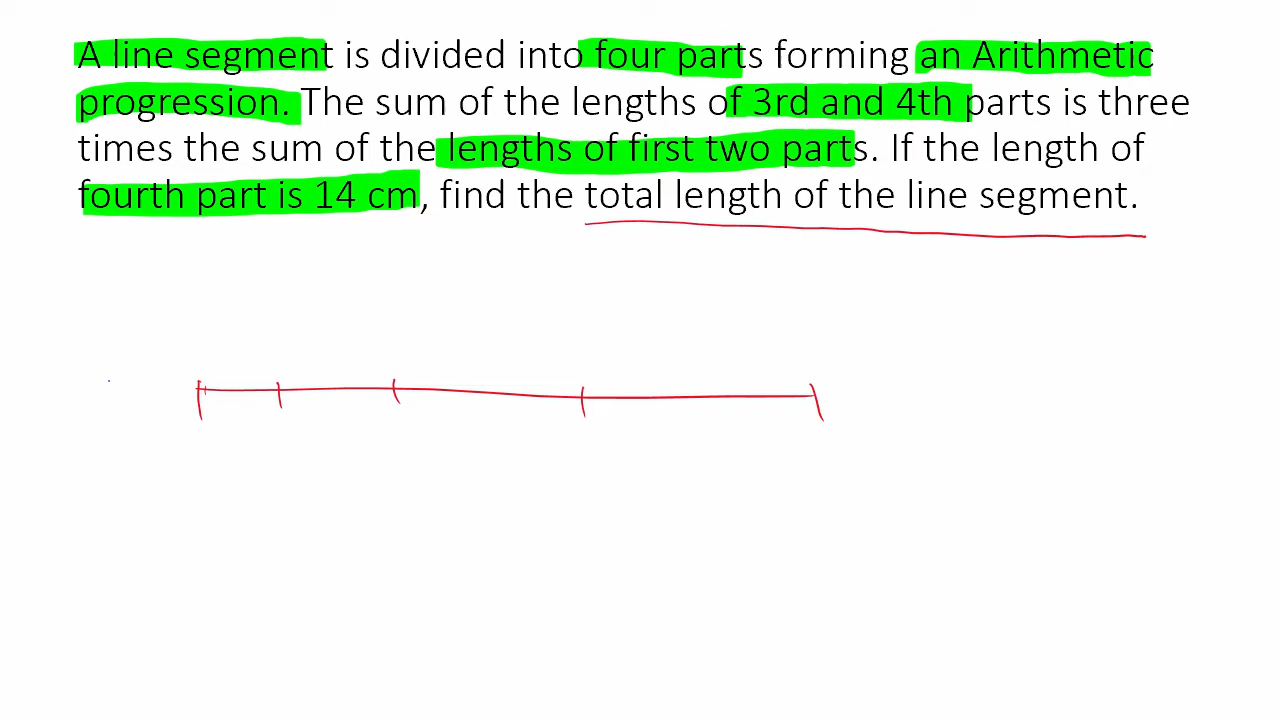 A line segment is divided into four parts forming an Arithmetic
progression. The sum of the lengths of 3rd and 4th parts is three
times the sum of the lengths of first two parts. If the length of
fourth part is 14 cm, find the total length of the line segment.